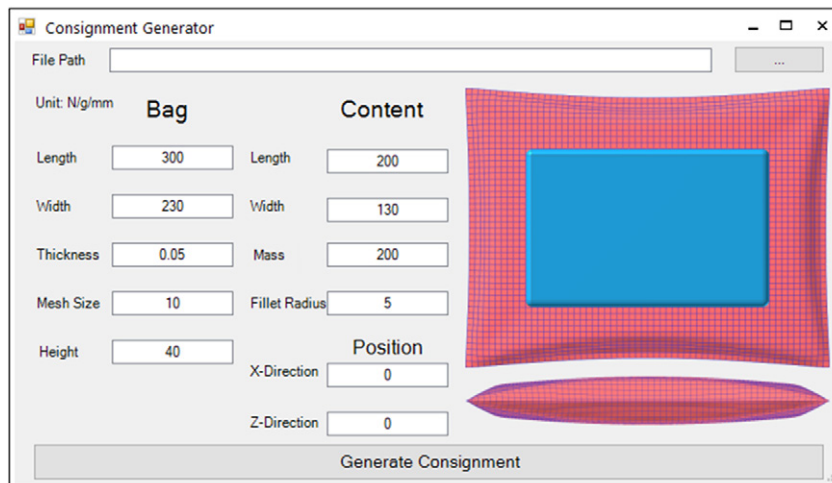 Consignment Generator
File Path
...
Unit: N/g/mm
Bag
Content
Length 300 Length 200
Width 230 Width 130
Thickness 0.05 Mass 200
Mesh Size 10 Fillet Radius 5
Height 40
Position
X-Direction 0
Z-Direction 0
Generate Consignment